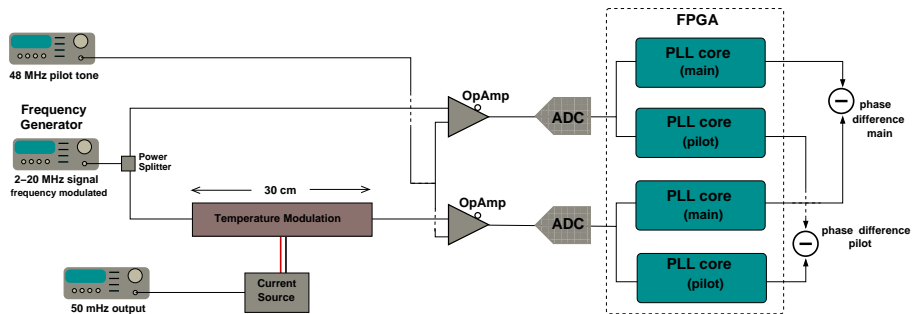 FPGA
48 MHz pilot tone
Frequency
Generator
2–20 MHz signal
frequency modulated
Power
Splitter
OpAmp
ADC
PLL core
(main)
PLL core
(pilot)
phase
difference
main
30 cm
Temperature Modulation
OpAmp
ADC
PLL core
(main)
PLL core
(pilot)
phase difference
pilot
Current
Source
50 mHz output